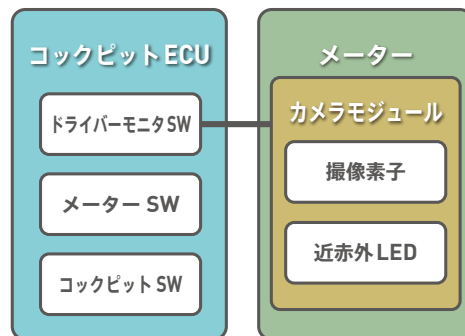 コックピットECU
ドライバーモニタSW
メーター SW
コックピット SW
メーター
カメラモジュール
撮像素子
近赤外LED